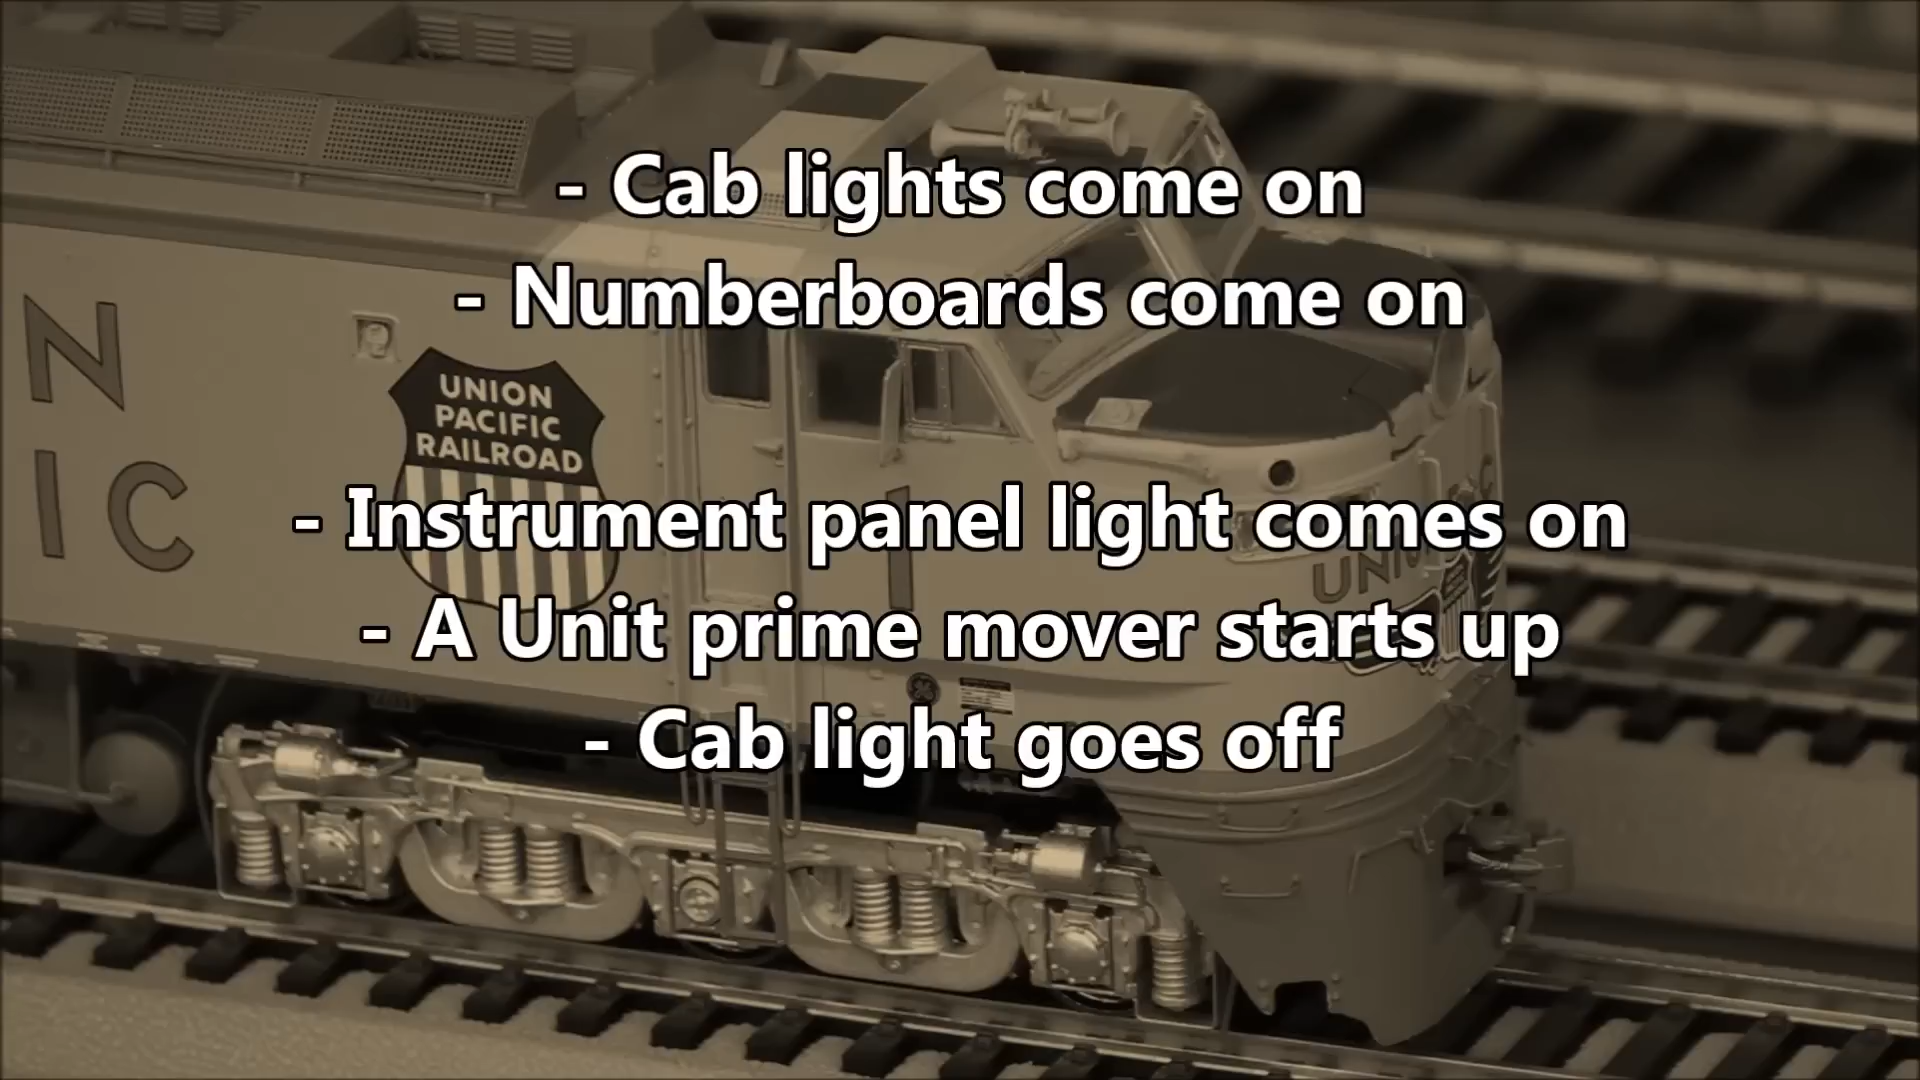 - Cab lights come on
- Numberboards come on
N
UNION
PACIFIC
RAILROAD
IC
- Instrument panel light comes on
- A Unit prime mover starts up
- Cab light goes off